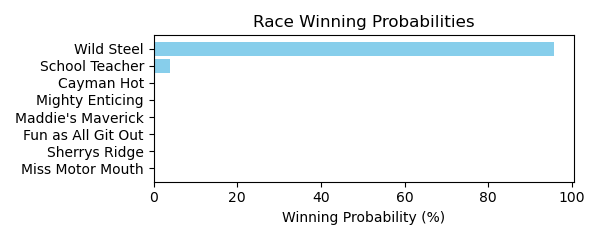 Race Winning Probabilities
Wild Steel
School Teacher
Cayman Hot
Mighty Enticing
Maddie's Maverick
Fun as All Git Out
Sherrys Ridge
Miss Motor Mouth
0 20 40 60 80 100
Winning Probability (%)